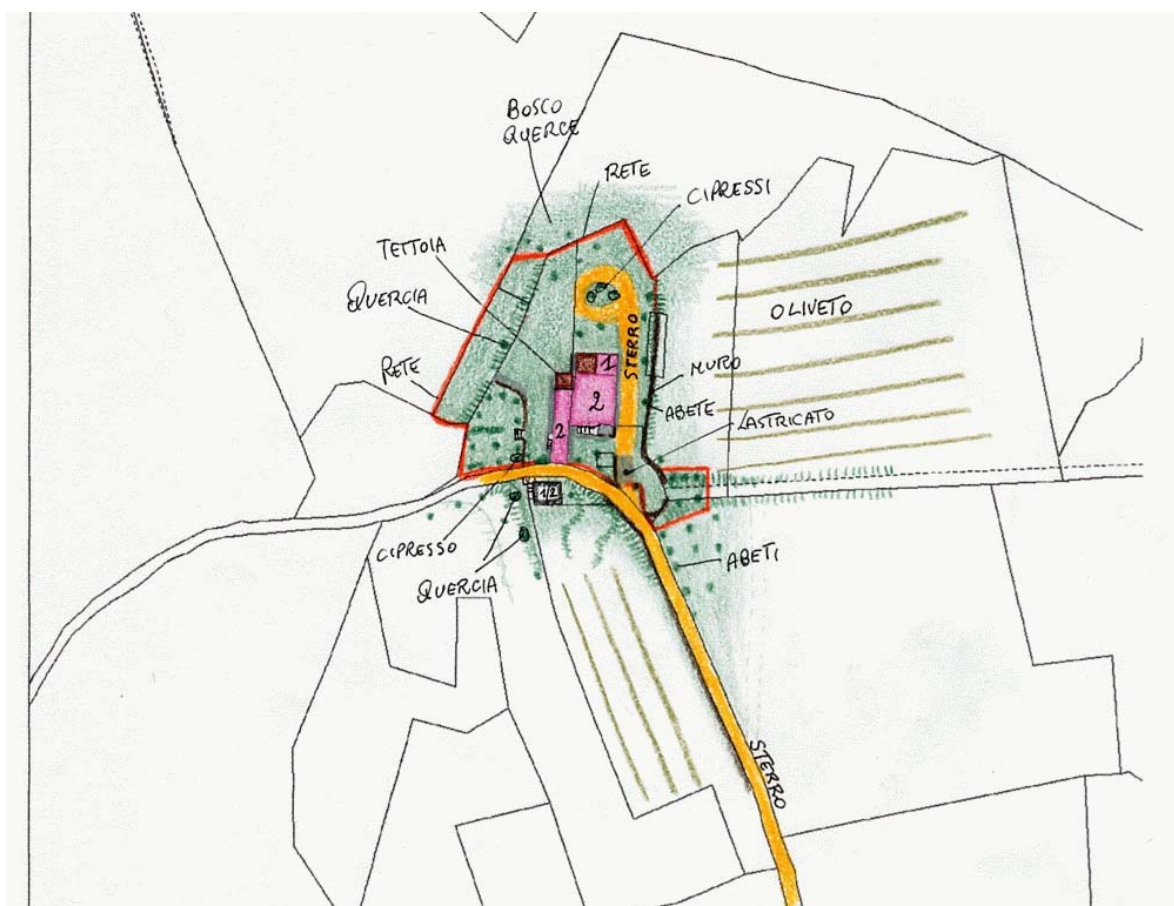 BOSCO
QUERCE
RETE
CIPRESSI
TETTOIA
QUERCIA
OLIVETO
STERRO
RETE
1
MURO
2
ABETE
2
LASTRICATO
1/2
CIPRESSO
ABETI
QUERCIA
STERRO